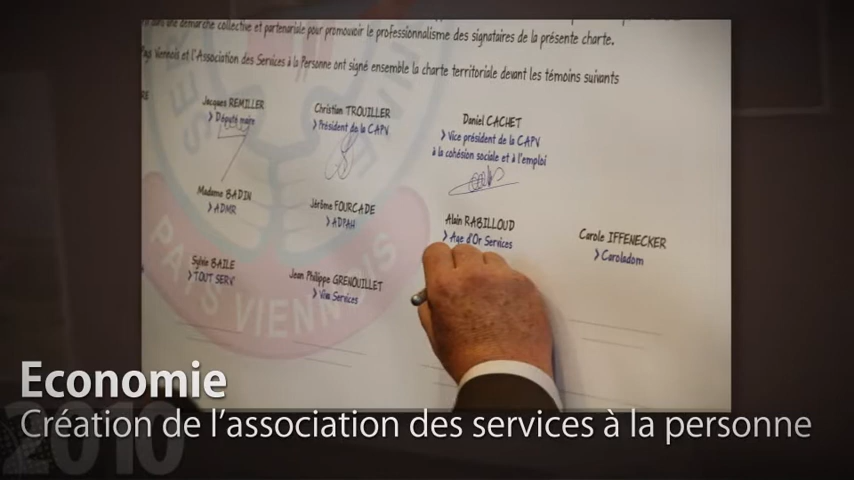 dans une démarche collective et partenariale pour promouvoir le professionnalisme des signataires de la présente charte.
Pays Viennois et l'Association des Services à la Personne ont signé ensemble la charte territoriale devant les témoins suivants
Jacques REMILLER
> Député maire
Christian TROUILLER
> Président de la CAPV
Daniel CACHET
> Vice président de la CAPV
à la cohésion sociale et à l'emploi
Madame BADIN
> ADMR
Jérôme FOURCADE
> ADPAH
Alain RABILLOUD
> Age d'Or Services
Carole IFFENECKER
> Caroladom
Sylvie BAILE
> TOUT SERV
Jean Philippe GRENOUILLET
> Viva Services
PAYS VIENNOIS
Economie
Création de l'association des services à la personne
2010